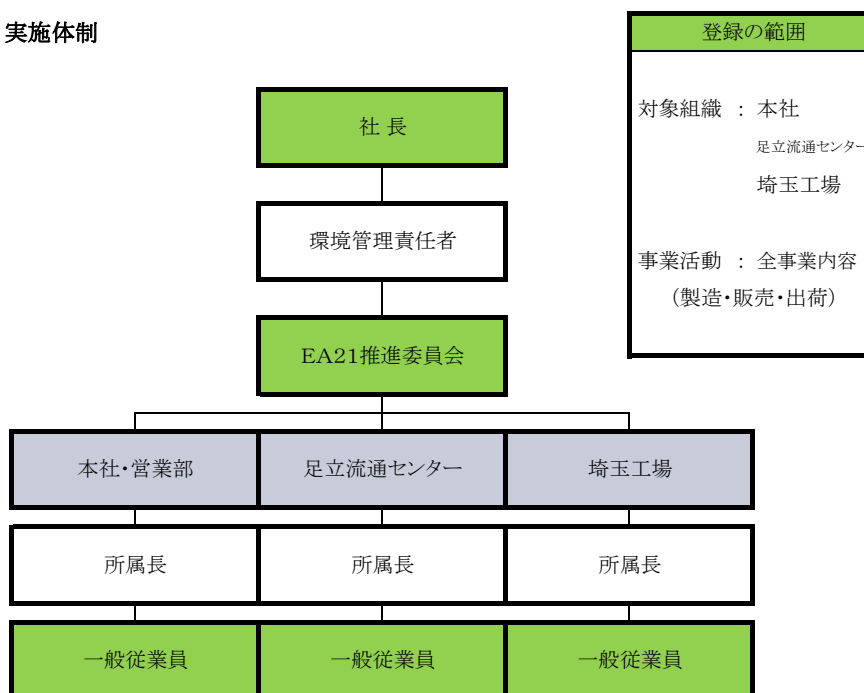 実施体制
登録の範囲
対象組織 : 本社
足立流通センター
埼玉工場
事業活動 : 全事業内容
(製造・販売・出荷)
社 長
環境管理責任者
EA21推進委員会
本社・営業部 足立流通センター 埼玉工場
所属長 所属長 所属長
一般従業員 一般従業員 一般従業員